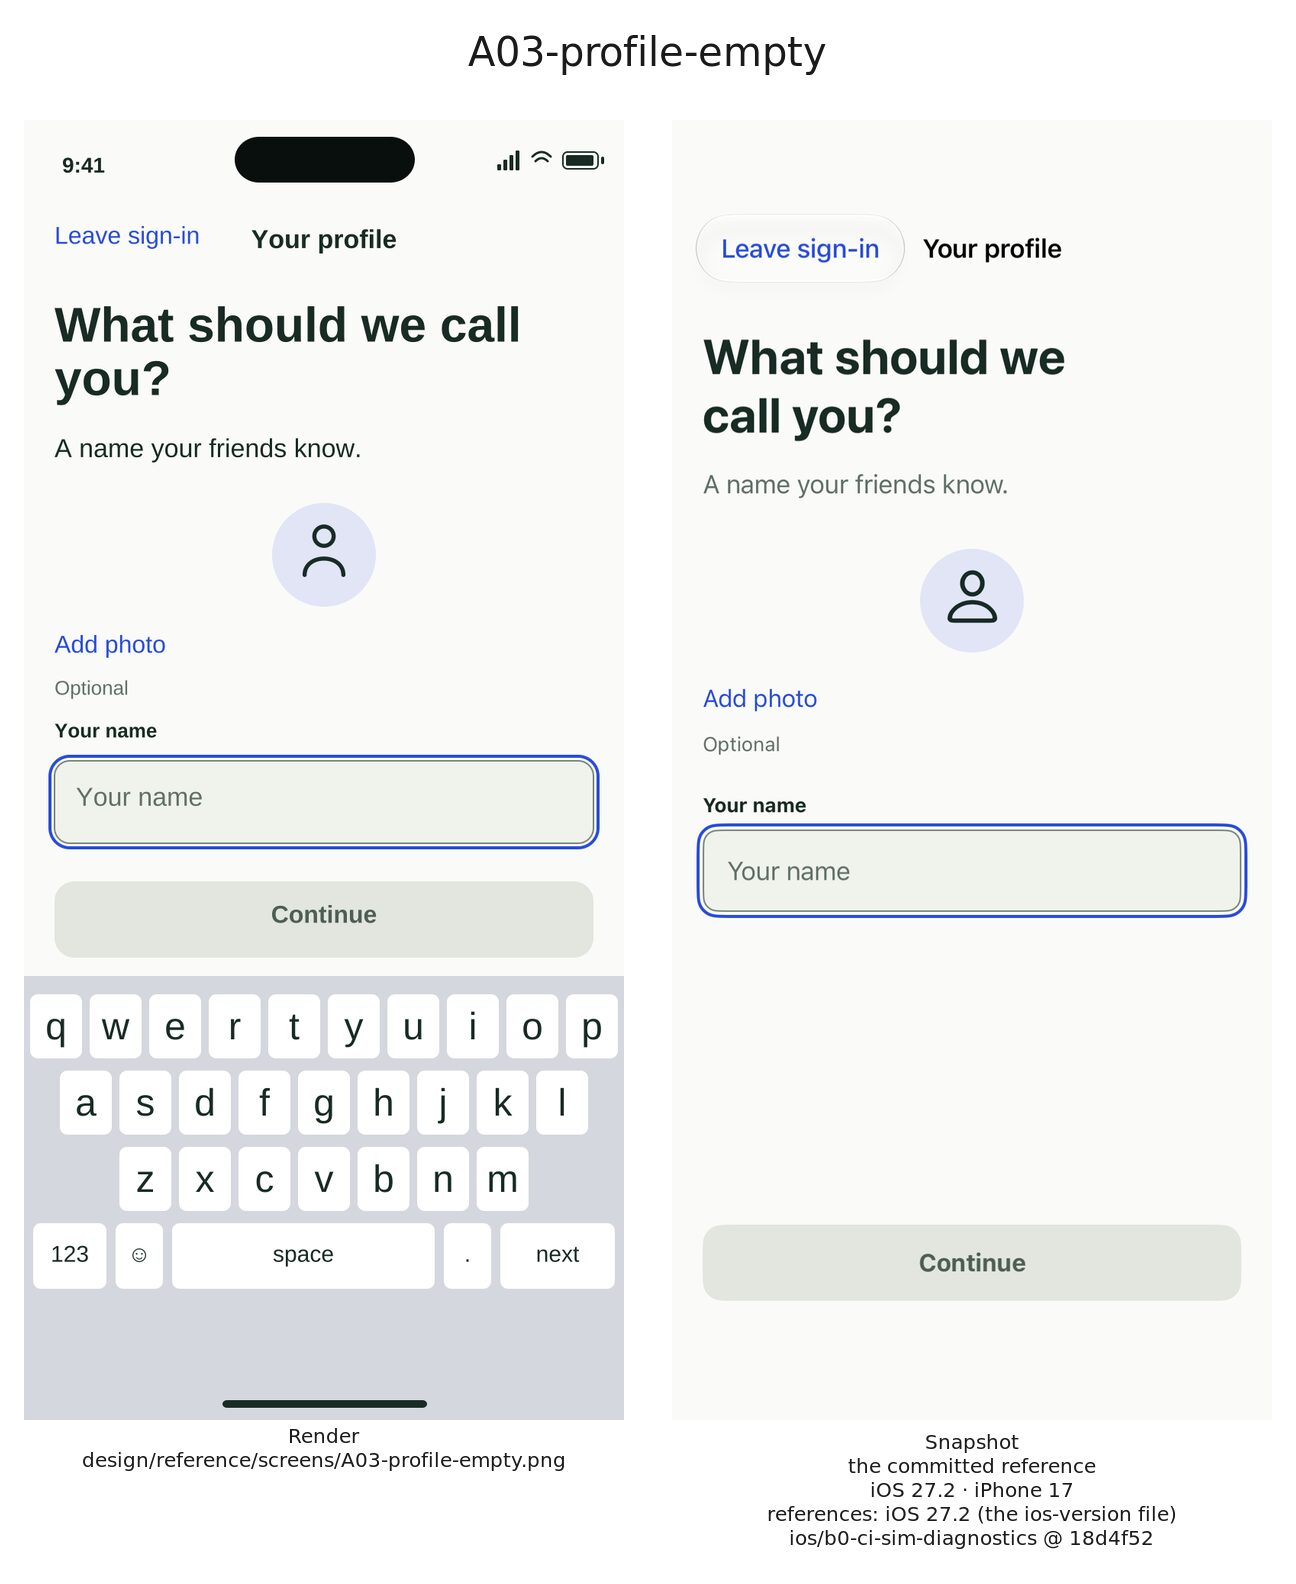 A03-profile-empty
9:41
Leave sign-in
Your profile
What should we call
you?
A name your friends know.
Add photo
Optional
Your name
Your name
Continue
q w e r t y u i o p
a s d f g h j k l
z x c v b n m
123 ☺ space . next
Render
design/reference/screens/A03-profile-empty.png
Leave sign-in
Your profile
What should we
call you?
A name your friends know.
Add photo
Optional
Your name
Your name
Continue
Snapshot
the committed reference
iOS 27.2 · iPhone 17
references: iOS 27.2 (the ios-version file)
ios/b0-ci-sim-diagnostics @ 18d4f52